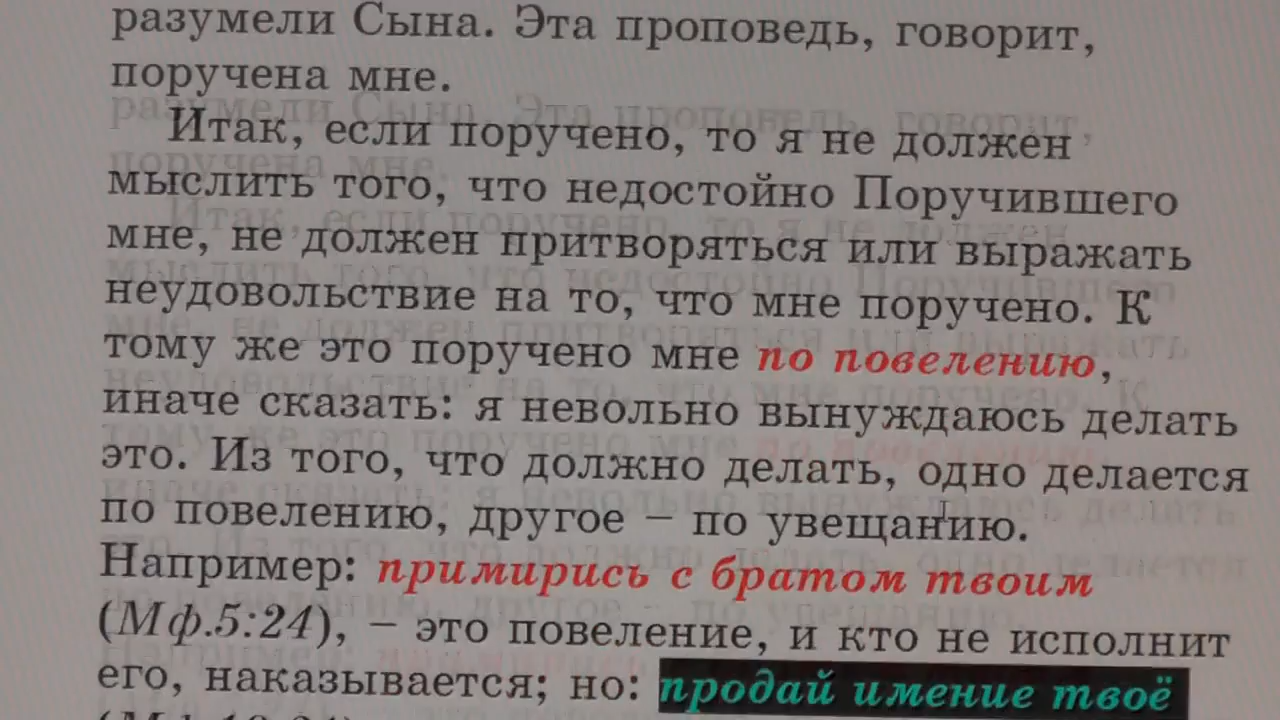 разумели Сына. Эта проповедь, говорит,
поручена мне.
Итак, если поручено, то я не должен
мыслить того, что недостойно Поручившего
мне, не должен притворяться или выражать
неудовольствие на то, что мне поручено. К
тому же это поручено мне по повелению,
иначе сказать: я невольно вынуждаюсь делать
это. Из того, что должно делать, одно делается
по повелению, другое – по увещанию.
Например: примирись с братом твоим
(Мф.5:24), – это повеление, и кто не исполнит
его, наказывается; но: продай имение твоё